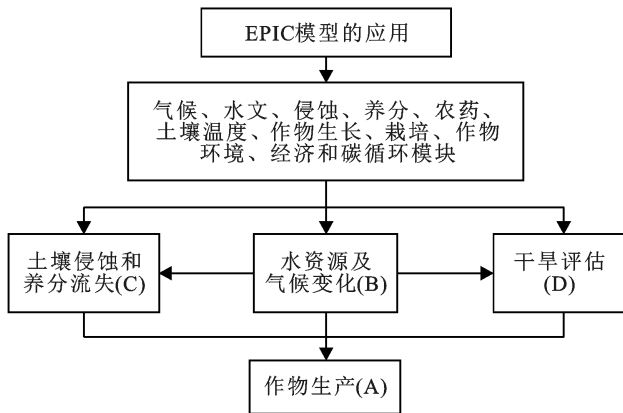 EPIC模型的应用
气候、水文、侵蚀、养分、农药、
土壤温度、作物生长、栽培、作物
环境、经济和碳循环模块
土壤侵蚀和
养分流失(C)
水资源及
气候变化(B)
干旱评估
(D)
作物生产(A)